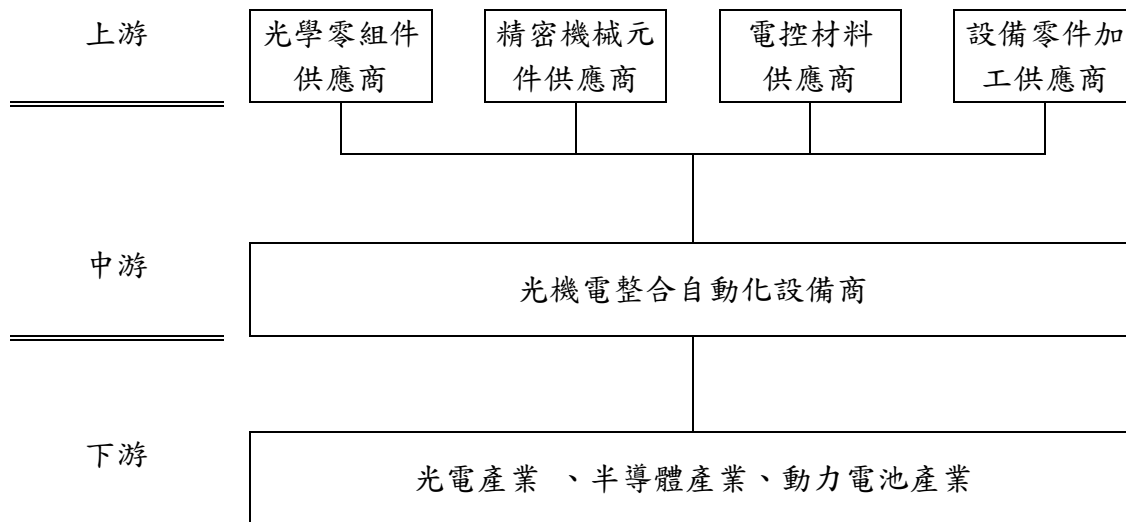 上游
光學零組件
供應商
精密機械元
件供應商
電控材料
供應商
設備零件加
工供應商
中游
光機電整合自動化設備商
下游
光電產業 、半導體產業、動力電池產業